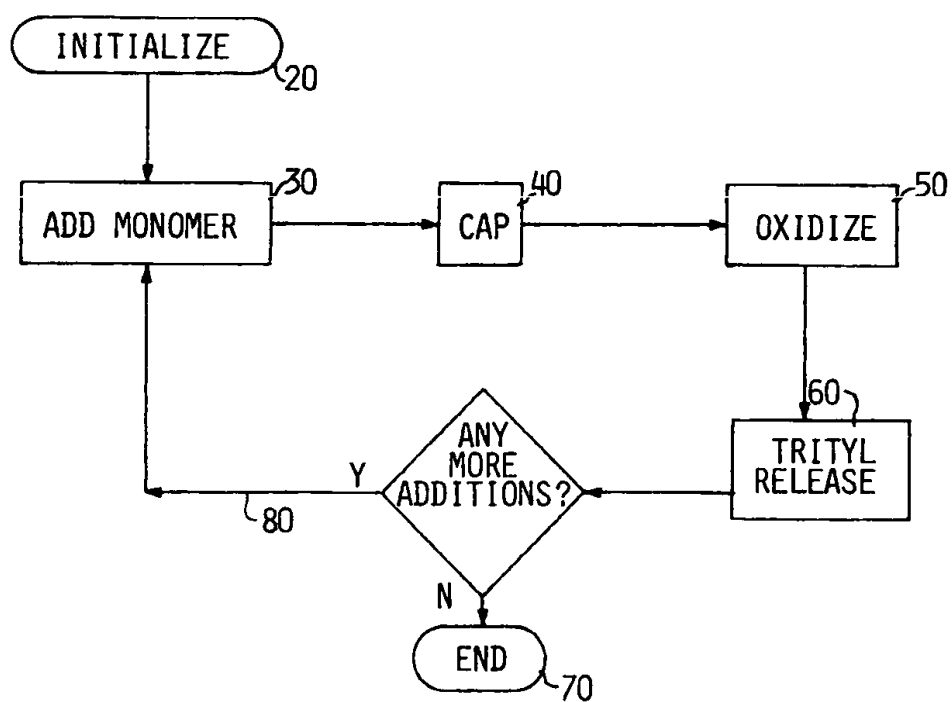 INITIALIZE
20
ADD MONOMER
30
CAP
40
OXIDIZE
50
60
TRITYL
RELEASE
ANY
MORE
ADDITIONS?
Y
80
N
END
70